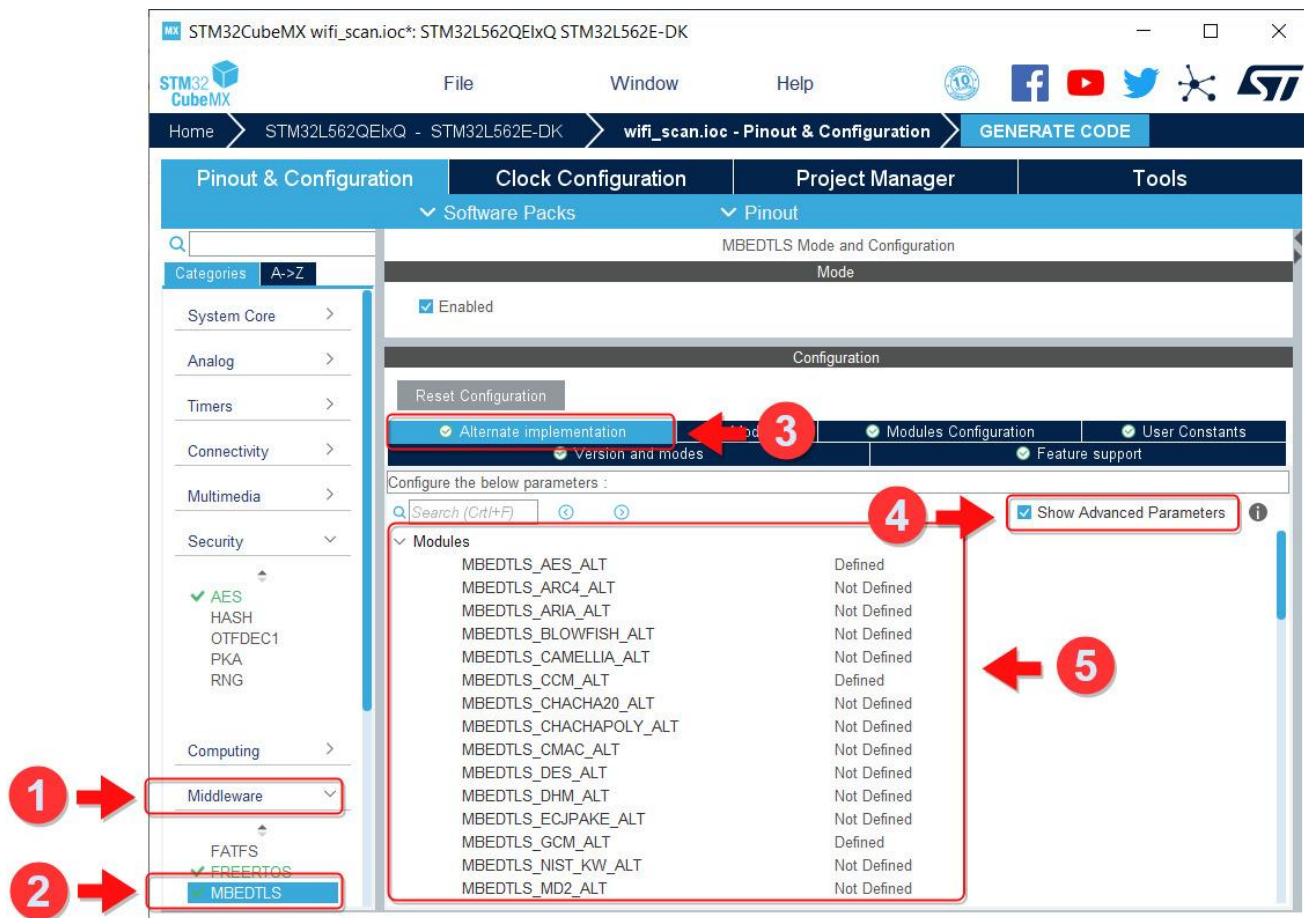 MX STM32CubeMX wifi_scan.ioc*: STM32L562QEIxQ STM32L562E-DK
STM32 CubeMX File Window Help 10 ST
Home STM32L562QEIxQ - STM32L562E-DK wifi_scan.ioc - Pinout & Configuration GENERATE CODE
Pinout & Configuration Clock Configuration Project Manager Tools
Software Packs Pinout
MBEDTLS Mode and Configuration
Categories A->Z Mode
Enabled
System Core
Analog Configuration
Reset Configuration
Timers
Alternate implementation 3 Modules Configuration User Constants
Connectivity Version and modes Feature support
Configure the below parameters :
Multimedia
Search (Crtl+F) 4 Show Advanced Parameters
Security
Modules
MBEDTLS_AES_ALT Defined
AES MBEDTLS_ARC4_ALT Not Defined
HASH MBEDTLS_ARIA_ALT Not Defined
OTFDEC1 MBEDTLS_BLOWFISH_ALT Not Defined
PKA MBEDTLS_CAMELLIA_ALT Not Defined
RNG MBEDTLS_CCM_ALT Defined 5
MBEDTLS_CHACHA20_ALT Not Defined
MBEDTLS_CHACHAPOLY_ALT Not Defined
Computing MBEDTLS_CMAC_ALT Not Defined
MBEDTLS_DES_ALT Not Defined
1 Middleware MBEDTLS_DHM_ALT Not Defined
MBEDTLS_ECJPAKE_ALT Not Defined
FATFS MBEDTLS_GCM_ALT Defined
FREERTOS MBEDTLS_NIST_KW_ALT Not Defined
2 MBEDTLS MBEDTLS_MD2_ALT Not Defined